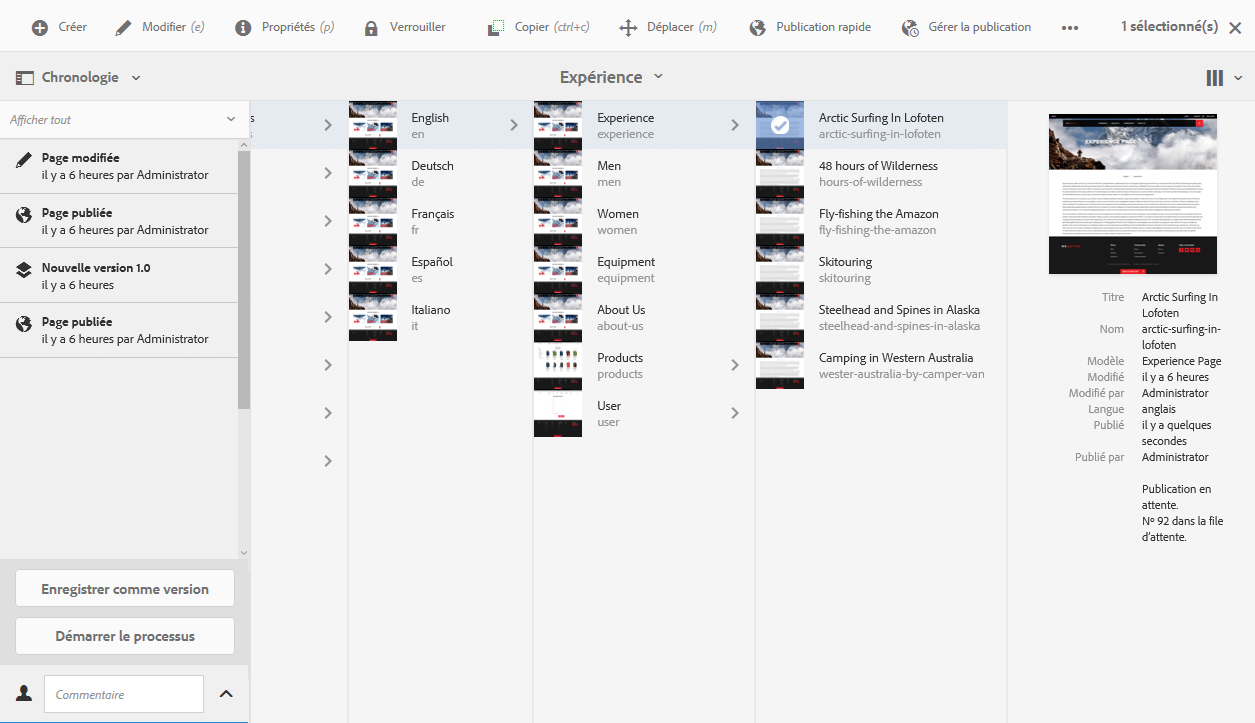 Créer Modifier (e) Propriétés (p) Verrouiller Copier (ctrl+c) Déplacer (m) Publication rapide Gérer la publication ••• 1 sélectionné(s)
Chronologie
Expérience
Afficher tout
Page modifiée
il y a 6 heures par Administrator
Page publiée
il y a 6 heures par Administrator
Nouvelle version 1.0
il y a 6 heures
Page publiée
il y a 6 heures par Administrator
Enregistrer comme version
Démarrer le processus
Commentaire
English
en
Deutsch
de
Français
fr
Español
es
Italiano
it
Experience
experience
Men
men
Women
women
Equipment
equipment
About Us
about-us
Products
products
User
user
Arctic Surfing In Lofoten
arctic-surfing-in-lofoten
48 hours of Wilderness
hours-of-wilderness
Fly-fishing the Amazon
fly-fishing-the-amazon
Skitouring
skitouring
Steelhead and Spines in Alaska
steelhead-and-spines-in-alaska
Camping in Western Australia
wester-australia-by-camper-van
EXPERIENCE PAGE
Titre Arctic Surfing In
Lofoten
Nom arctic-surfing-in-
lofoten
Modèle Experience Page
Modifié il y a 6 heures
Modifié par Administrator
Langue anglais
Publié il y a quelques
secondes
Publié par Administrator
Publication en
attente.
Nº 92 dans la file
d'attente.